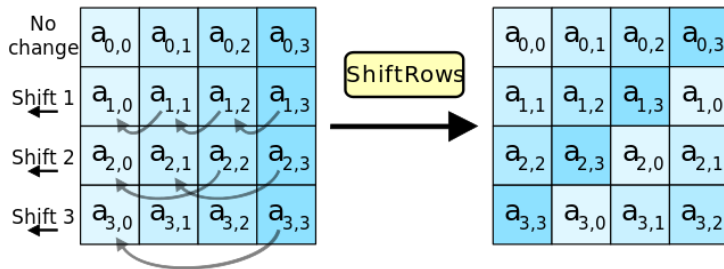 No
change
a0,0 a0,1 a0,2 a0,3
Shift 1
a1,0 a1,1 a1,2 a1,3
Shift 2
a2,0 a2,1 a2,2 a2,3
Shift 3
a3,0 a3,1 a3,2 a3,3
ShiftRows
a0,0 a0,1 a0,2 a0,3
a1,1 a1,2 a1,3 a1,0
a2,2 a2,3 a2,0 a2,1
a3,3 a3,0 a3,1 a3,2